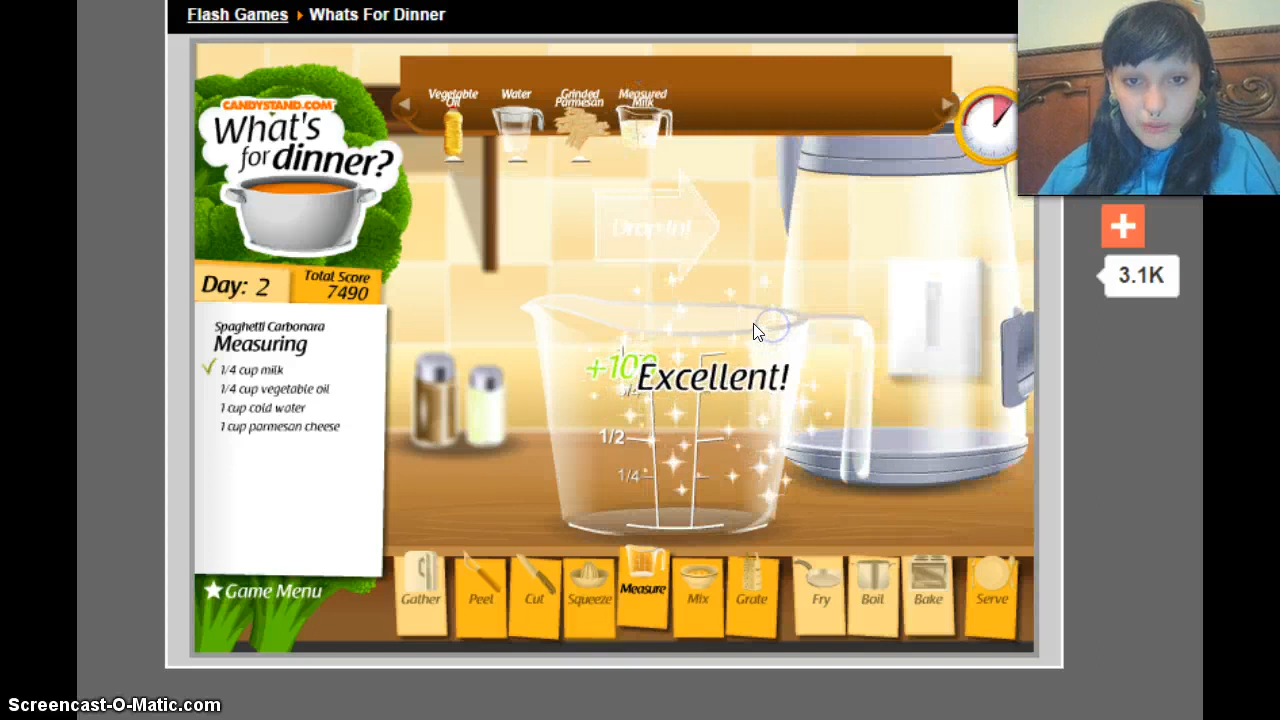 Flash Games Whats For Dinner
Vegetable
Oil
Water
Grinded
Parmesan
Measured
Milk
CANDYSTAND.COM
What's
for dinner?
Drop In!
3.1K
Day: 2
Total Score
7490
Spaghetti Carbonara
Measuring
1/4 cup milk
1/4 cup vegetable oil
1 cup cold water
1 cup parmesan cheese
+100
Excellent!
1/2
1/4
Game Menu
Gather
Peel
Cut
Squeeze
Measure
Mix
Grate
Fry
Boil
Bake
Serve
Screencast-O-Matic.com